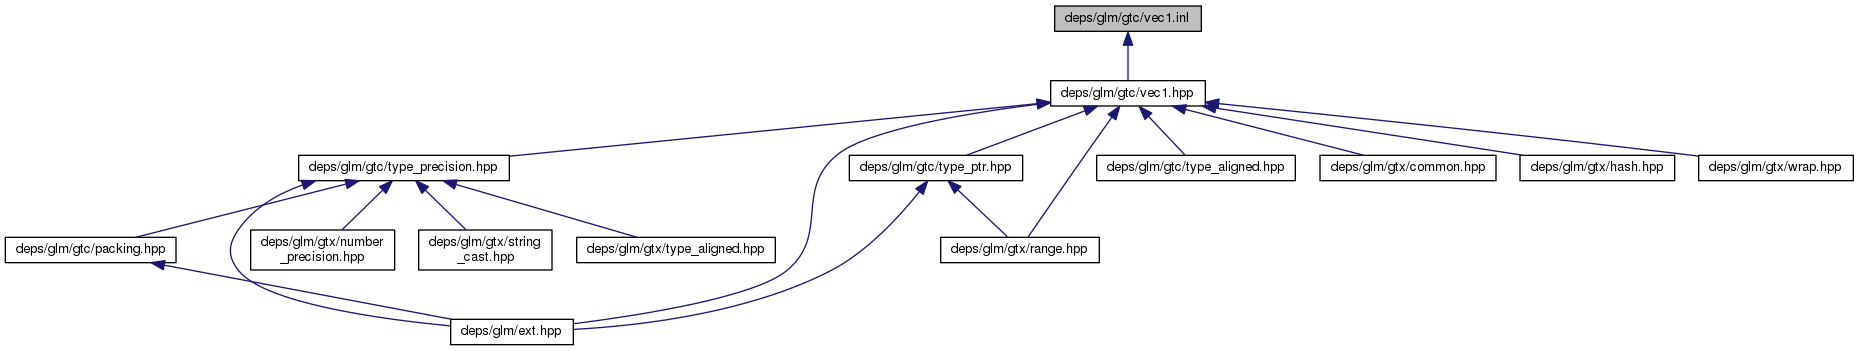 deps/glm/gtc/vec1.inl
deps/glm/gtc/vec1.hpp
deps/glm/gtc/type_precision.hpp
deps/glm/gtc/type_ptr.hpp
deps/glm/gtc/type_aligned.hpp
deps/glm/gtx/common.hpp
deps/glm/gtx/hash.hpp
deps/glm/gtx/wrap.hpp
deps/glm/gtc/packing.hpp
deps/glm/gtx/number
_precision.hpp
deps/glm/gtx/string
_cast.hpp
deps/glm/gtx/type_aligned.hpp
deps/glm/gtx/range.hpp
deps/glm/ext.hpp